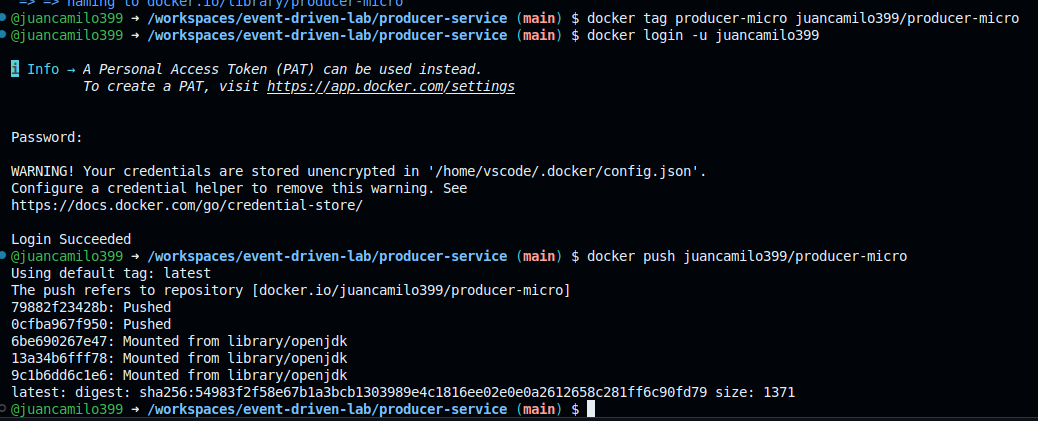 => => naming to docker.io/library/producer-micro
@juancamilo399 → /workspaces/event-driven-lab/producer-service (main) $ docker tag producer-micro juancamilo399/producer-micro
@juancamilo399 → /workspaces/event-driven-lab/producer-service (main) $ docker login -u juancamilo399
i Info → A Personal Access Token (PAT) can be used instead.
To create a PAT, visit https://app.docker.com/settings
Password:
WARNING! Your credentials are stored unencrypted in '/home/vscode/.docker/config.json'.
Configure a credential helper to remove this warning. See
https://docs.docker.com/go/credential-store/
Login Succeeded
@juancamilo399 → /workspaces/event-driven-lab/producer-service (main) $ docker push juancamilo399/producer-micro
Using default tag: latest
The push refers to repository [docker.io/juancamilo399/producer-micro]
79882f23428b: Pushed
0cfba967f950: Pushed
6be690267e47: Mounted from library/openjdk
13a34b6fff78: Mounted from library/openjdk
9c1b6dd6c1e6: Mounted from library/openjdk
latest: digest: sha256:54983f2f58e67b1a3bcb1303989e4c1816ee02e0e0a2612658c281ff6c90fd79 size: 1371
@juancamilo399 → /workspaces/event-driven-lab/producer-service (main) $